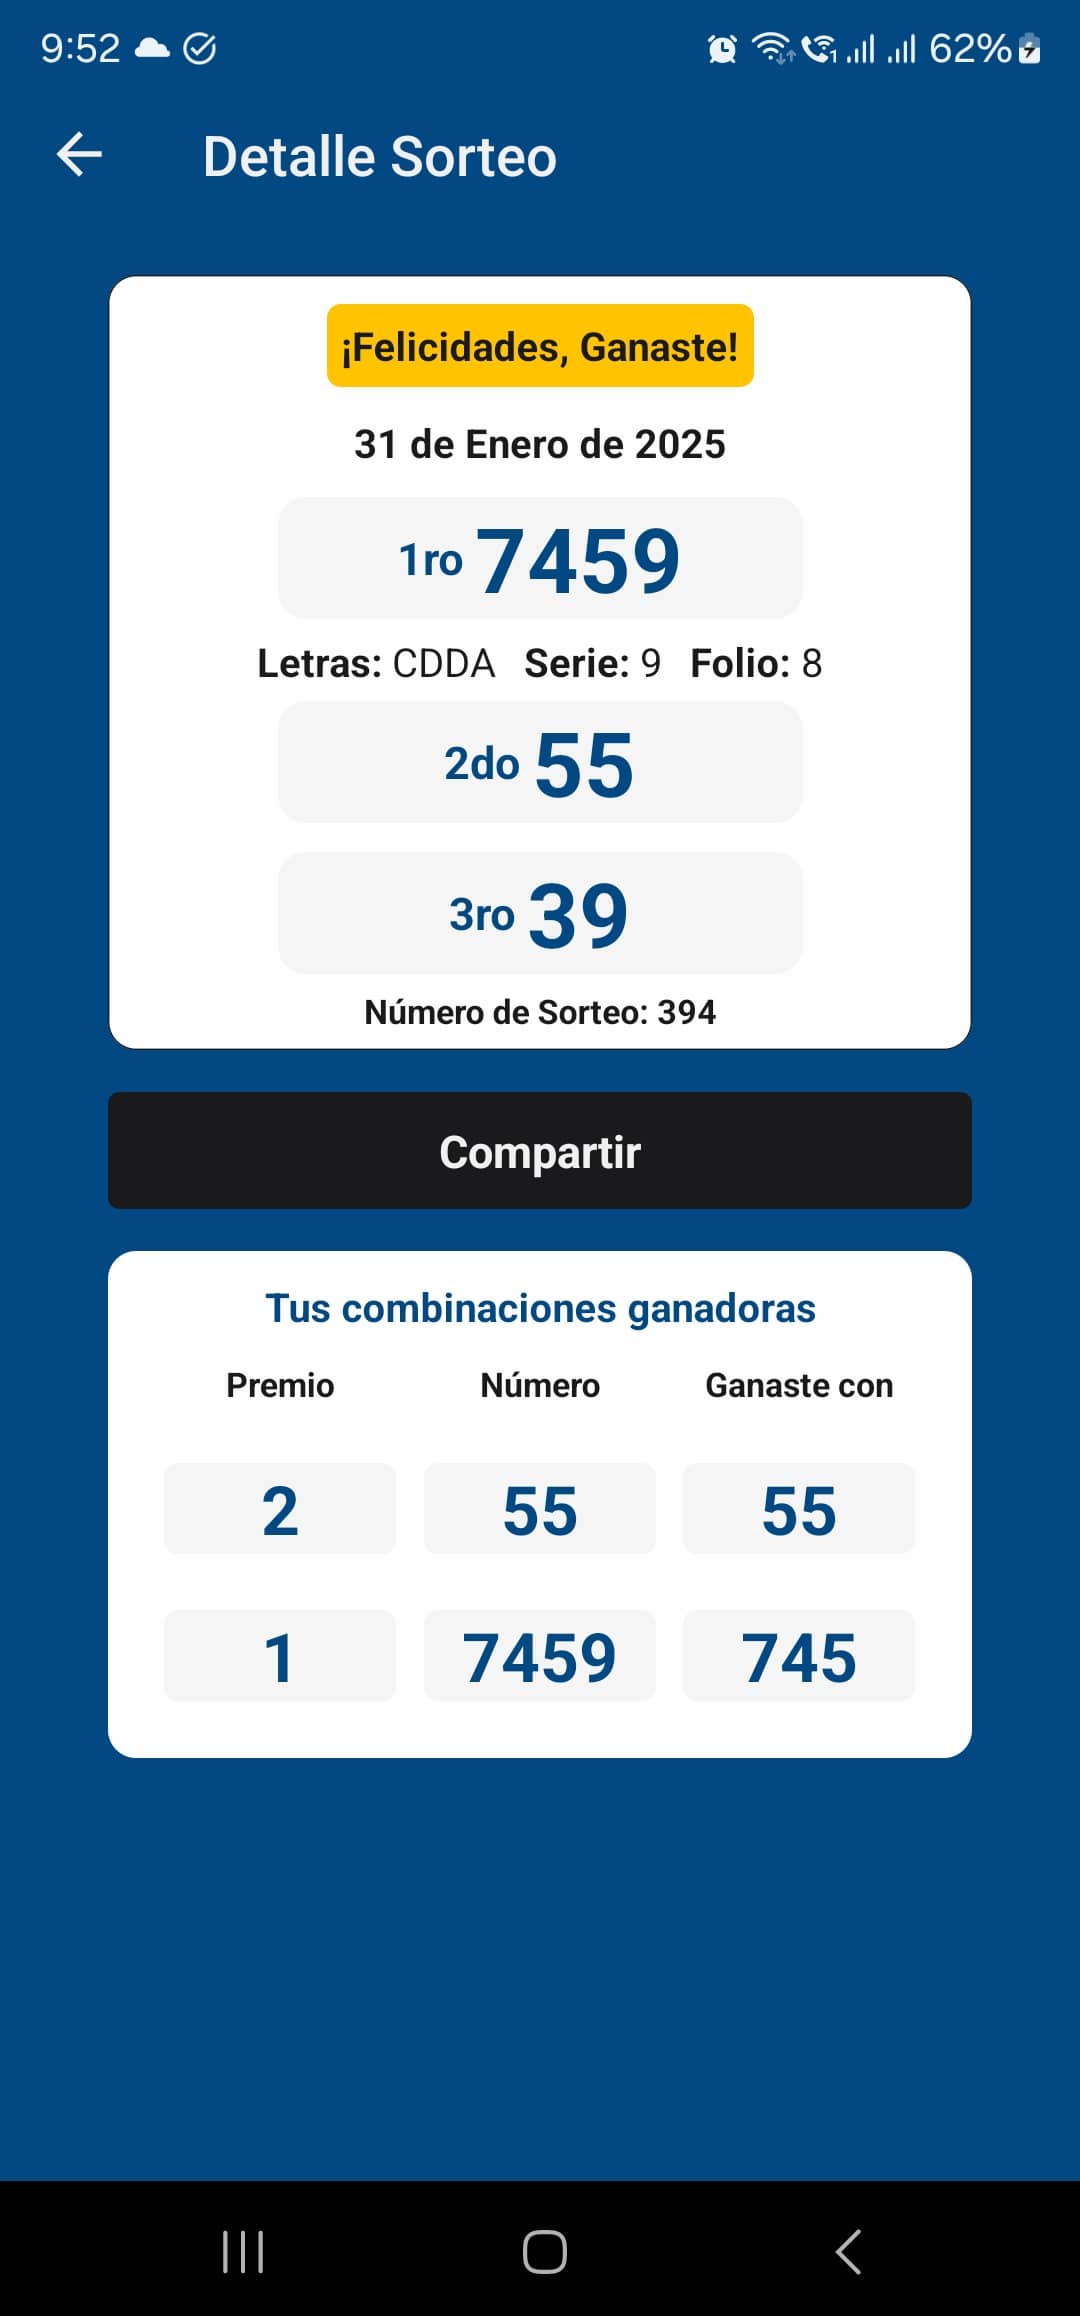 9:52
62%
Detalle Sorteo
¡Felicidades, Ganaste!
31 de Enero de 2025
1ro 7459
Letras: CDDA Serie: 9 Folio: 8
2do 55
3ro 39
Número de Sorteo: 394
Compartir
Tus combinaciones ganadoras
Premio Número Ganaste con
2 55 55
1 7459 745